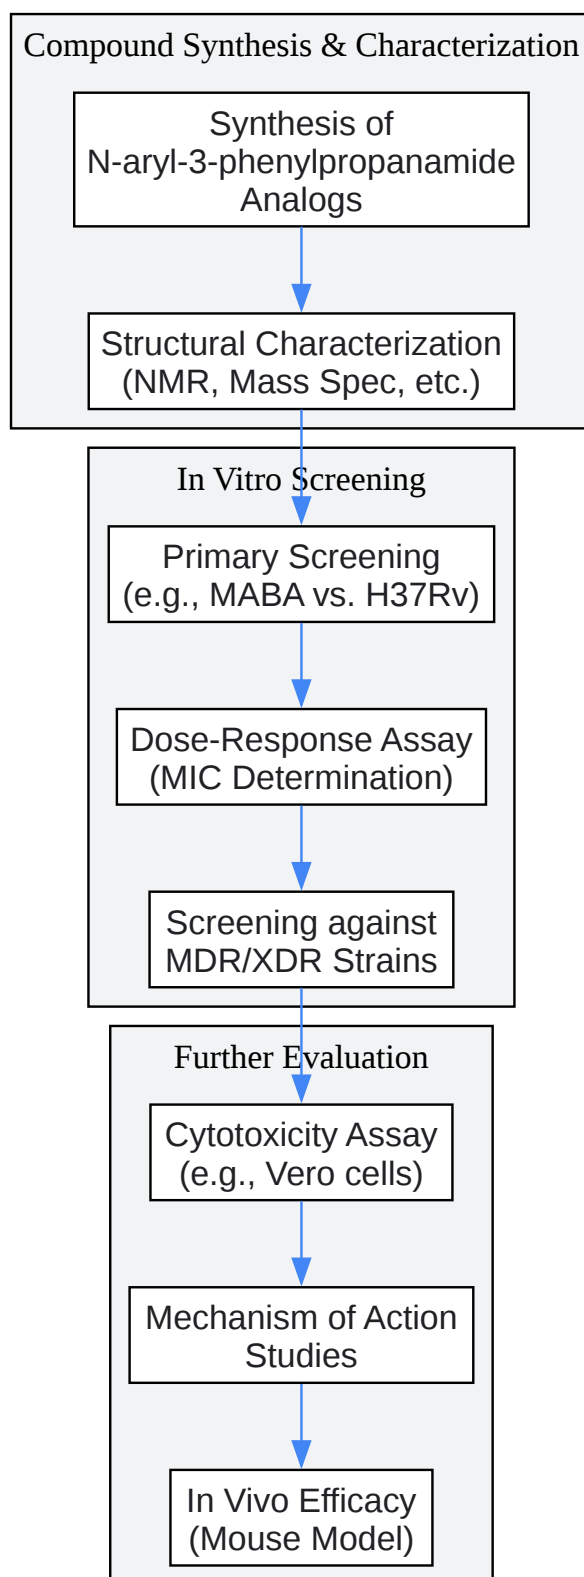 Compound Synthesis & Characterization
Synthesis of
N-aryl-3-phenylpropanamide
Analogs
Structural Characterization
(NMR, Mass Spec, etc.)
In Vitro Screening
Primary Screening
(e.g., MABA vs. H37Rv)
Dose-Response Assay
(MIC Determination)
Screening against
MDR/XDR Strains
Further Evaluation
Cytotoxicity Assay
(e.g., Vero cells)
Mechanism of Action
Studies
In Vivo Efficacy
(Mouse Model)